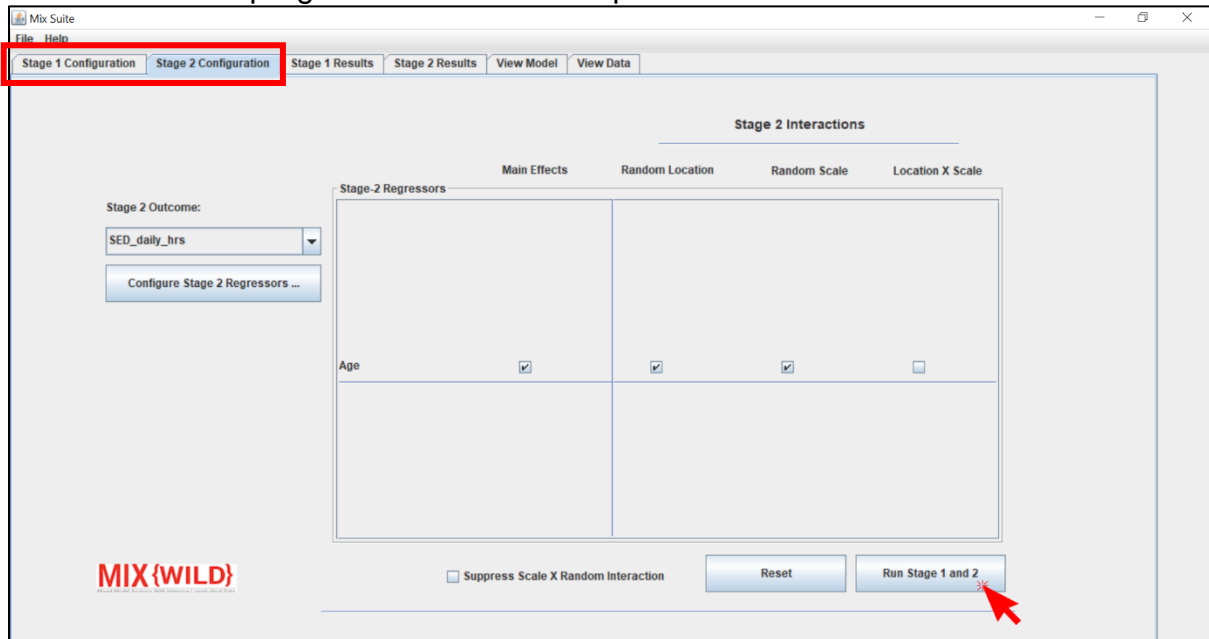 Mix Suite
File Help
Stage 1 Configuration Stage 2 Configuration Stage 1 Results Stage 2 Results View Model View Data
Stage 2 Interactions
Main Effects Random Location Random Scale Location X Scale
Stage-2 Regressors
Stage 2 Outcome:
SED_daily_hrs
Configure Stage 2 Regressors ...
Age
MIX {WILD}
Suppress Scale X Random Interaction Reset Run Stage 1 and 2